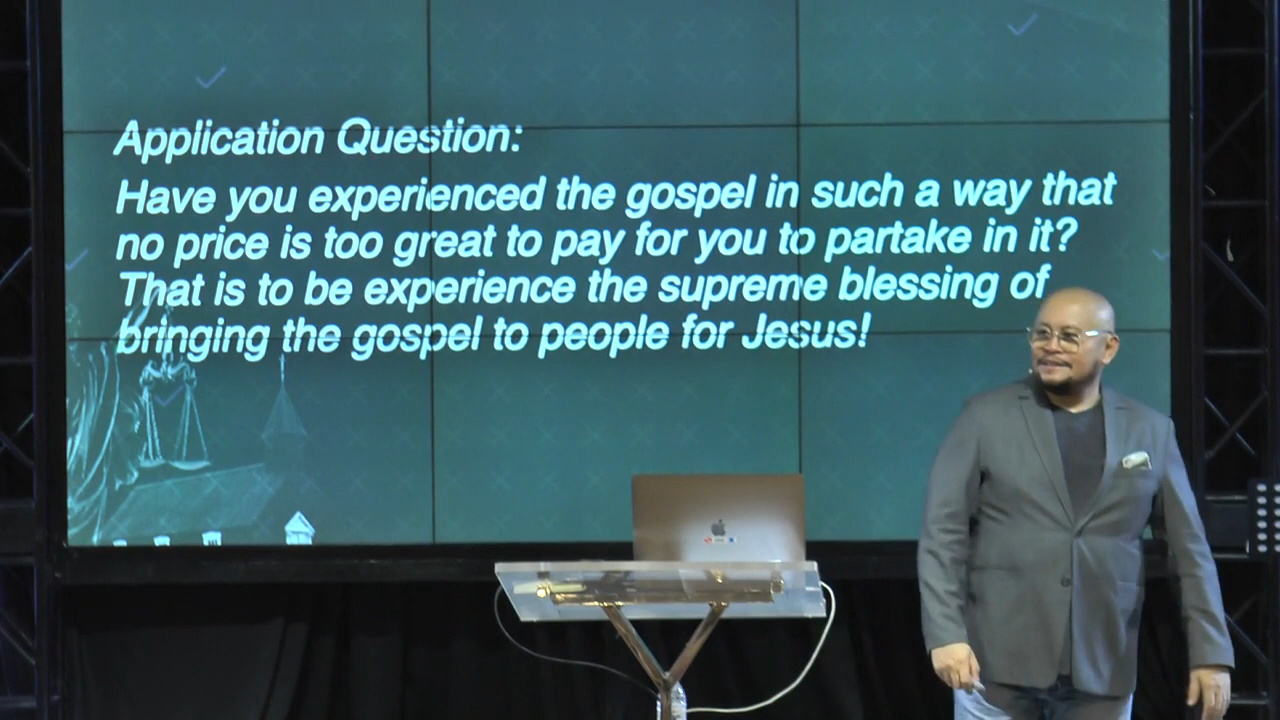 Application Question:
Have you experienced the gospel in such a way that
no price is too great to pay for you to partake in it?
That is to be experience the supreme blessing of
bringing the gospel to people for Jesus!